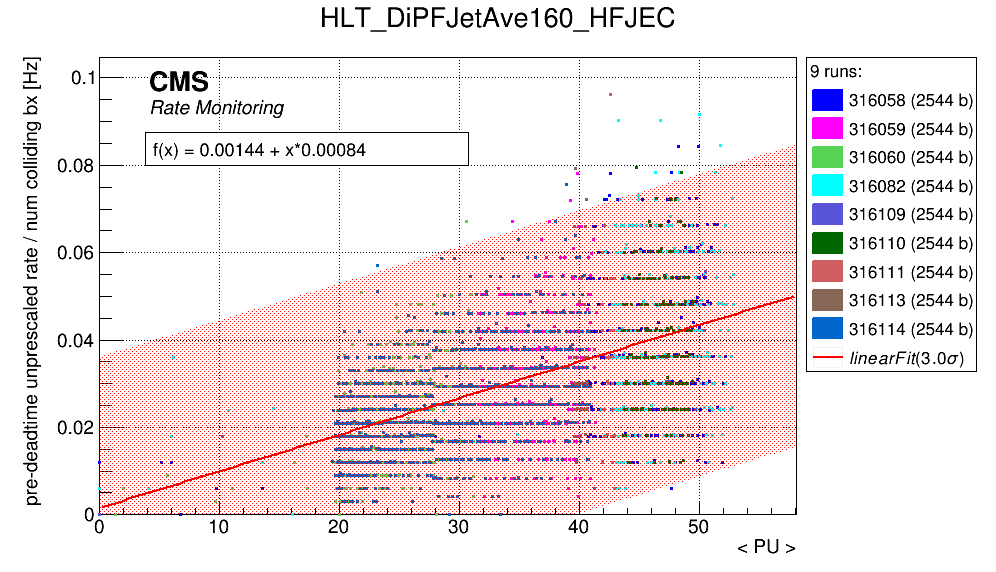 HLT_DiPFJetAve160_HFJEC
pre-deadtime unprescaled rate / num colliding bx [Hz]
CMS
Rate Monitoring
f(x) = 0.00144 + x*0.00084
0.1
0.08
0.06
0.04
0.02
0
0 10 20 30 40 50
< PU >
9 runs:
316058 (2544 b)
316059 (2544 b)
316060 (2544 b)
316082 (2544 b)
316109 (2544 b)
316110 (2544 b)
316111 (2544 b)
316113 (2544 b)
316114 (2544 b)
linearFit(3.0σ)